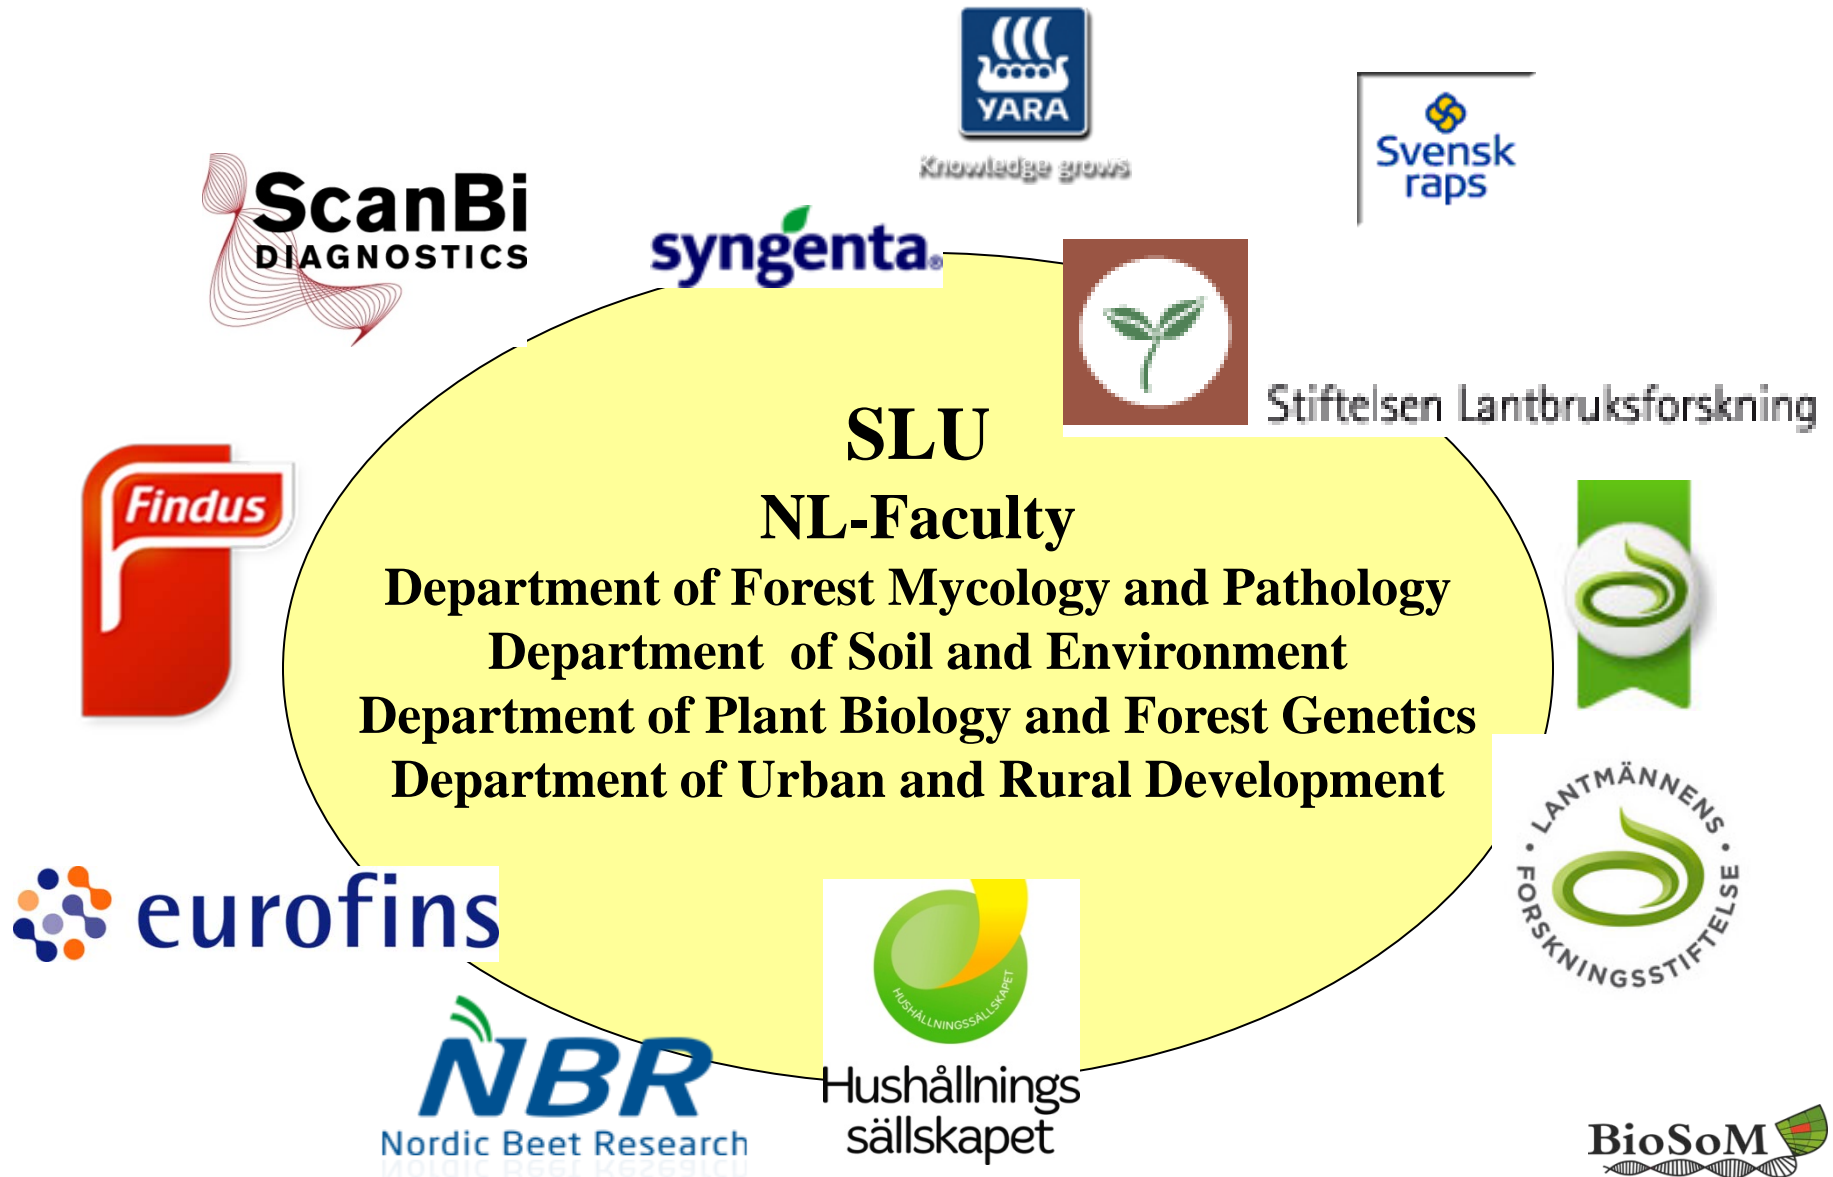 YARA
Knowledge grows
Svensk
raps
ScanBi
DIAGNOSTICS
syngenta®
Stiftelsen Lantbruksforskning
Findus
SLU
NL-Faculty
Department of Forest Mycology and Pathology
Department of Soil and Environment
Department of Plant Biology and Forest Genetics
Department of Urban and Rural Development
• LANTMÄNNENS •
FORSKNINGSSTIFTELSE
eurofins
HUSHÅLLNINGSSÄLLSKAPET
Hushållnings
sällskapet
NBR
Nordic Beet Research
BioSoM